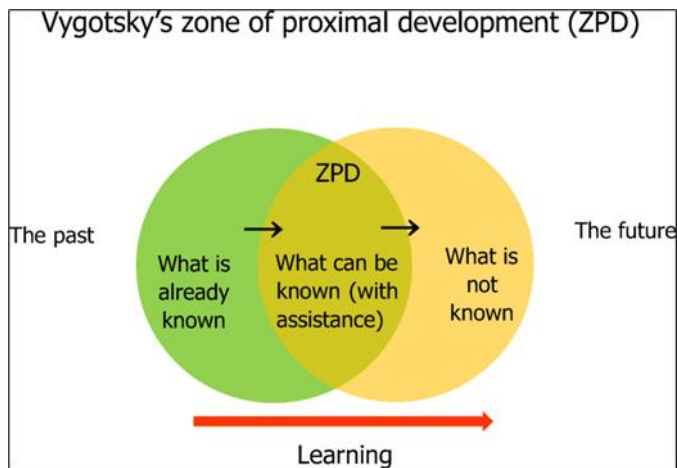 Vygotsky's zone of proximal development (ZPD)
ZPD
The past
The future
What is
already
known
What can be
known (with
assistance)
What is
not
known
Learning